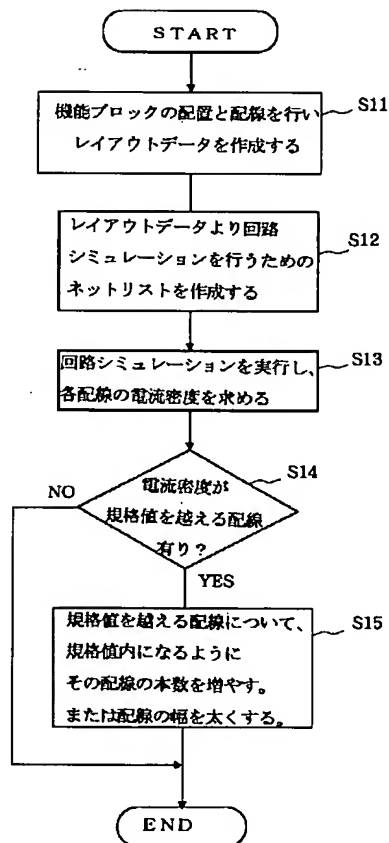 START
機能ブロックの配置と配線を行い
レイアウトデータを作成する
S11
レイアウトデータより回路
シミュレーションを行うための
ネットリストを作成する
S12
回路シミュレーションを実行し、
各配線の電流密度を求める
S13
電流密度が
規格値を越える配線
有り?
S14
NO
YES
規格値を越える配線について、
規格値内になるように
その配線の本数を増やす。
または配線の幅を太くする。
S15
END